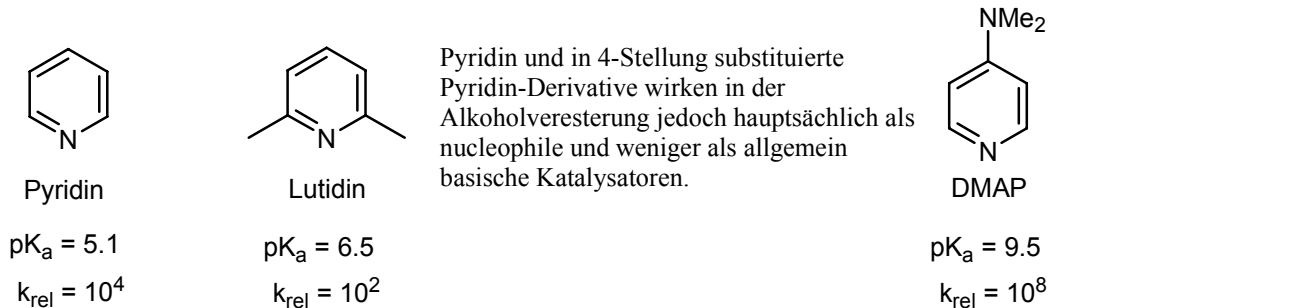 NMe2
N
N
N
Pyridin und in 4-Stellung substituierte
Pyridin-Derivative wirken in der
Alkoholveresterung jedoch hauptsächlich als
nucleophile und weniger als allgemein
basische Katalysatoren.
Pyridin
Lutidin
DMAP
pKa = 5.1
pKa = 6.5
pKa = 9.5
krel = 10^4
krel = 10^2
krel = 10^8